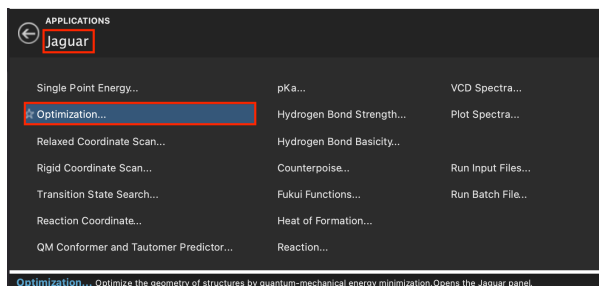 APPLICATIONS
Jaguar
Single Point Energy...
Optimization...
Relaxed Coordinate Scan...
Rigid Coordinate Scan...
Transition State Search...
Reaction Coordinate...
QM Conformer and Tautomer Predictor...
pKa...
Hydrogen Bond Strength...
Hydrogen Bond Basicity...
Counterpoise...
Fukui Functions...
Heat of Formation...
Reaction...
VCD Spectra...
Plot Spectra...
Run Input Files...
Run Batch File...
Optimization... Optimize the geometry of structures by quantum-mechanical energy minimization.Opens the Jaguar panel.